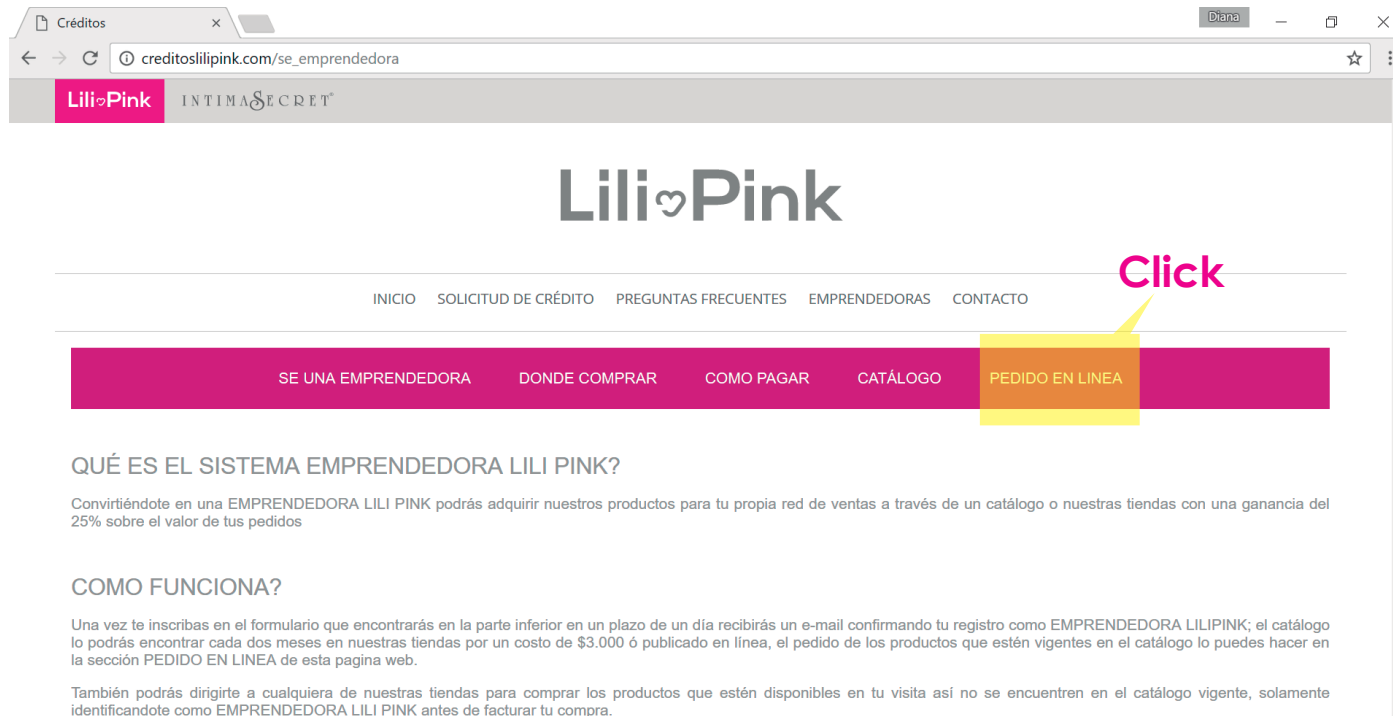 Créditos
Diana
creditoslilipink.com/se_emprendedora
Lili Pink INTIMASECRET®
Lili Pink
Click
INICIO SOLICITUD DE CRÉDITO PREGUNTAS FRECUENTES EMPRENDEDORAS CONTACTO
SE UNA EMPRENDEDORA DONDE COMPRAR COMO PAGAR CATÁLOGO PEDIDO EN LINEA
QUÉ ES EL SISTEMA EMPRENDEDORA LILI PINK?
Convirtiéndote en una EMPRENDEDORA LILI PINK podrás adquirir nuestros productos para tu propia red de ventas a través de un catálogo o nuestras tiendas con una ganancia del
25% sobre el valor de tus pedidos
COMO FUNCIONA?
Una vez te inscribas en el formulario que encontrarás en la parte inferior en un plazo de un día recibirás un e-mail confirmando tu registro como EMPRENDEDORA LILIPINK; el catálogo
lo podrás encontrar cada dos meses en nuestras tiendas por un costo de $3.000 ó publicado en línea, el pedido de los productos que estén vigentes en el catálogo lo puedes hacer en
la sección PEDIDO EN LINEA de esta pagina web.
También podrás dirigirte a cualquiera de nuestras tiendas para comprar los productos que estén disponibles en tu visita así no se encuentren en el catálogo vigente, solamente
identificandote como EMPRENDEDORA LILI PINK antes de facturar tu compra.